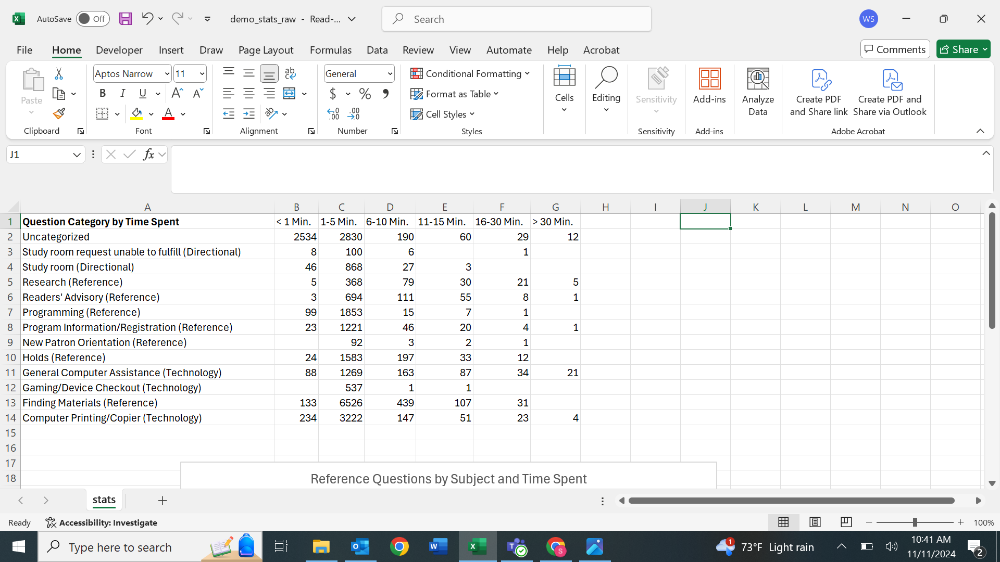 AutoSave Off demo_stats_raw - Read-... Search WS
File Home Developer Insert Draw Page Layout Formulas Data Review View Automate Help Acrobat Comments Share
Paste
Clipboard
Aptos Narrow 11
B I U A A
A
Font
ab
Alignment
General
$ % 9
.00 .00
Number
Conditional Formatting
Format as Table
Cell Styles
Styles
Cells
Editing
Sensitivity
Sensitivity
Add-ins
Add-ins
Analyze
Data
Create PDF
and Share link
Create PDF and
Share via Outlook
Adobe Acrobat
J1 fx
A B C D E F G H I J K L M N O
1 Question Category by Time Spent < 1 Min. 1-5 Min. 6-10 Min. 11-15 Min. 16-30 Min. > 30 Min.
2 Uncategorized 2534 2830 190 60 29 12
3 Study room request unable to fulfill (Directional) 8 100 6 1
4 Study room (Directional) 46 868 27 3
5 Research (Reference) 5 368 79 30 21 5
6 Readers' Advisory (Reference) 3 694 111 55 8 1
7 Programming (Reference) 99 1853 15 7 1
8 Program Information/Registration (Reference) 23 1221 46 20 4 1
9 New Patron Orientation (Reference) 92 3 2 1
10 Holds (Reference) 24 1583 197 33 12
11 General Computer Assistance (Technology) 88 1269 163 87 34 21
12 Gaming/Device Checkout (Technology) 537 1 1
13 Finding Materials (Reference) 133 6526 439 107 31
14 Computer Printing/Copier (Technology) 234 3222 147 51 23 4
15
16
17
18 Reference Questions by Subject and Time Spent
stats
Ready Accessibility: Investigate 100%
Type here to search
1 73°F Light rain
10:41 AM
11/11/2024
2